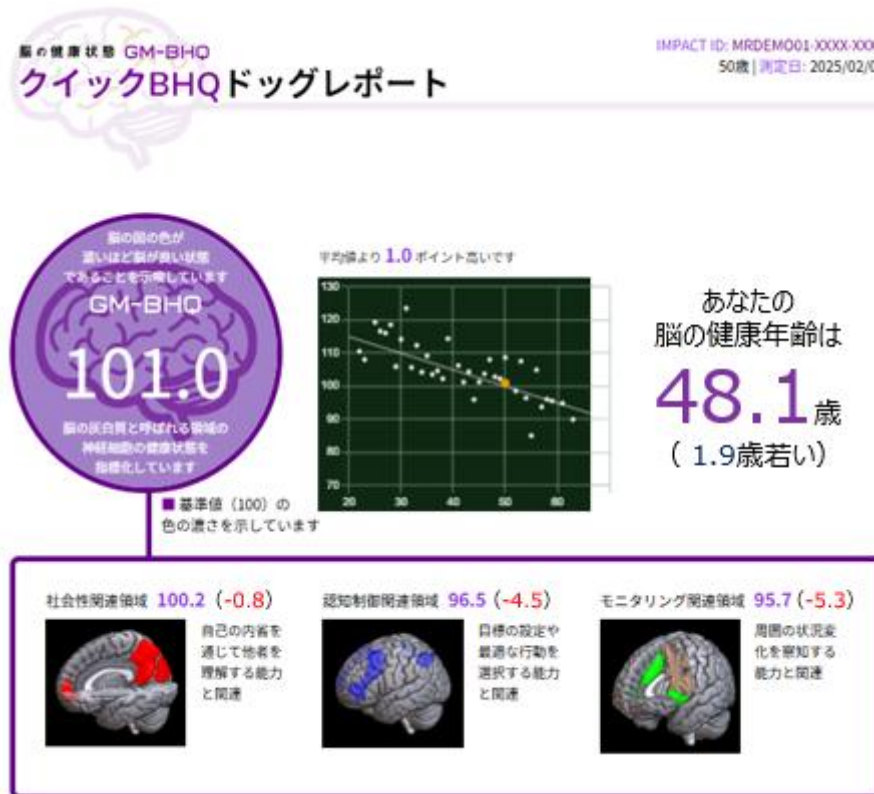 脳の健康状態 GM-BHQ
クイックBHQドッグレポート
IMPACT ID: MRDEMO01-XXXX-XXX
50歳 | 測定日: 2025/02/0
脳の図の色が
濃いほど脳が良い状態
であることを示唆しています
GM-BHQ
101.0
脳の灰白質と呼ばれる領域の
神経細胞の健康状態を
指標化しています
■ 基準値（100）の
色の濃さを示しています
平均値より 1.0 ポイント高いです
130
120
110
100
90
80
70
20 30 40 50 60
あなたの
脳の健康年齢は
48.1歳
（ 1.9歳若い）
社会性関連領域 100.2 (-0.8)
自己の内省を
通じて他者を
理解する能力
と関連
認知制御関連領域 96.5 (-4.5)
目標の設定や
最適な行動を
選択する能力
と関連
モニタリング関連領域 95.7 (-5.3)
周囲の状況変
化を察知する
能力と関連